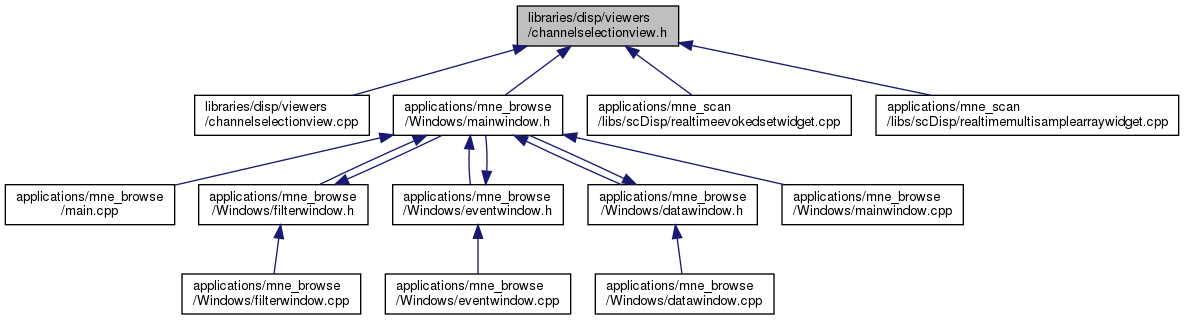 libraries/disp/viewers
/channelselectionview.h
libraries/disp/viewers
/channelselectionview.cpp
applications/mne_browse
/Windows/mainwindow.h
applications/mne_scan
/libs/scDisp/realtimeevokedsetwidget.cpp
applications/mne_scan
/libs/scDisp/realtimemultisamplearraywidget.cpp
applications/mne_browse
/main.cpp
applications/mne_browse
/Windows/filterwindow.h
applications/mne_browse
/Windows/eventwindow.h
applications/mne_browse
/Windows/datawindow.h
applications/mne_browse
/Windows/mainwindow.cpp
applications/mne_browse
/Windows/filterwindow.cpp
applications/mne_browse
/Windows/eventwindow.cpp
applications/mne_browse
/Windows/datawindow.cpp